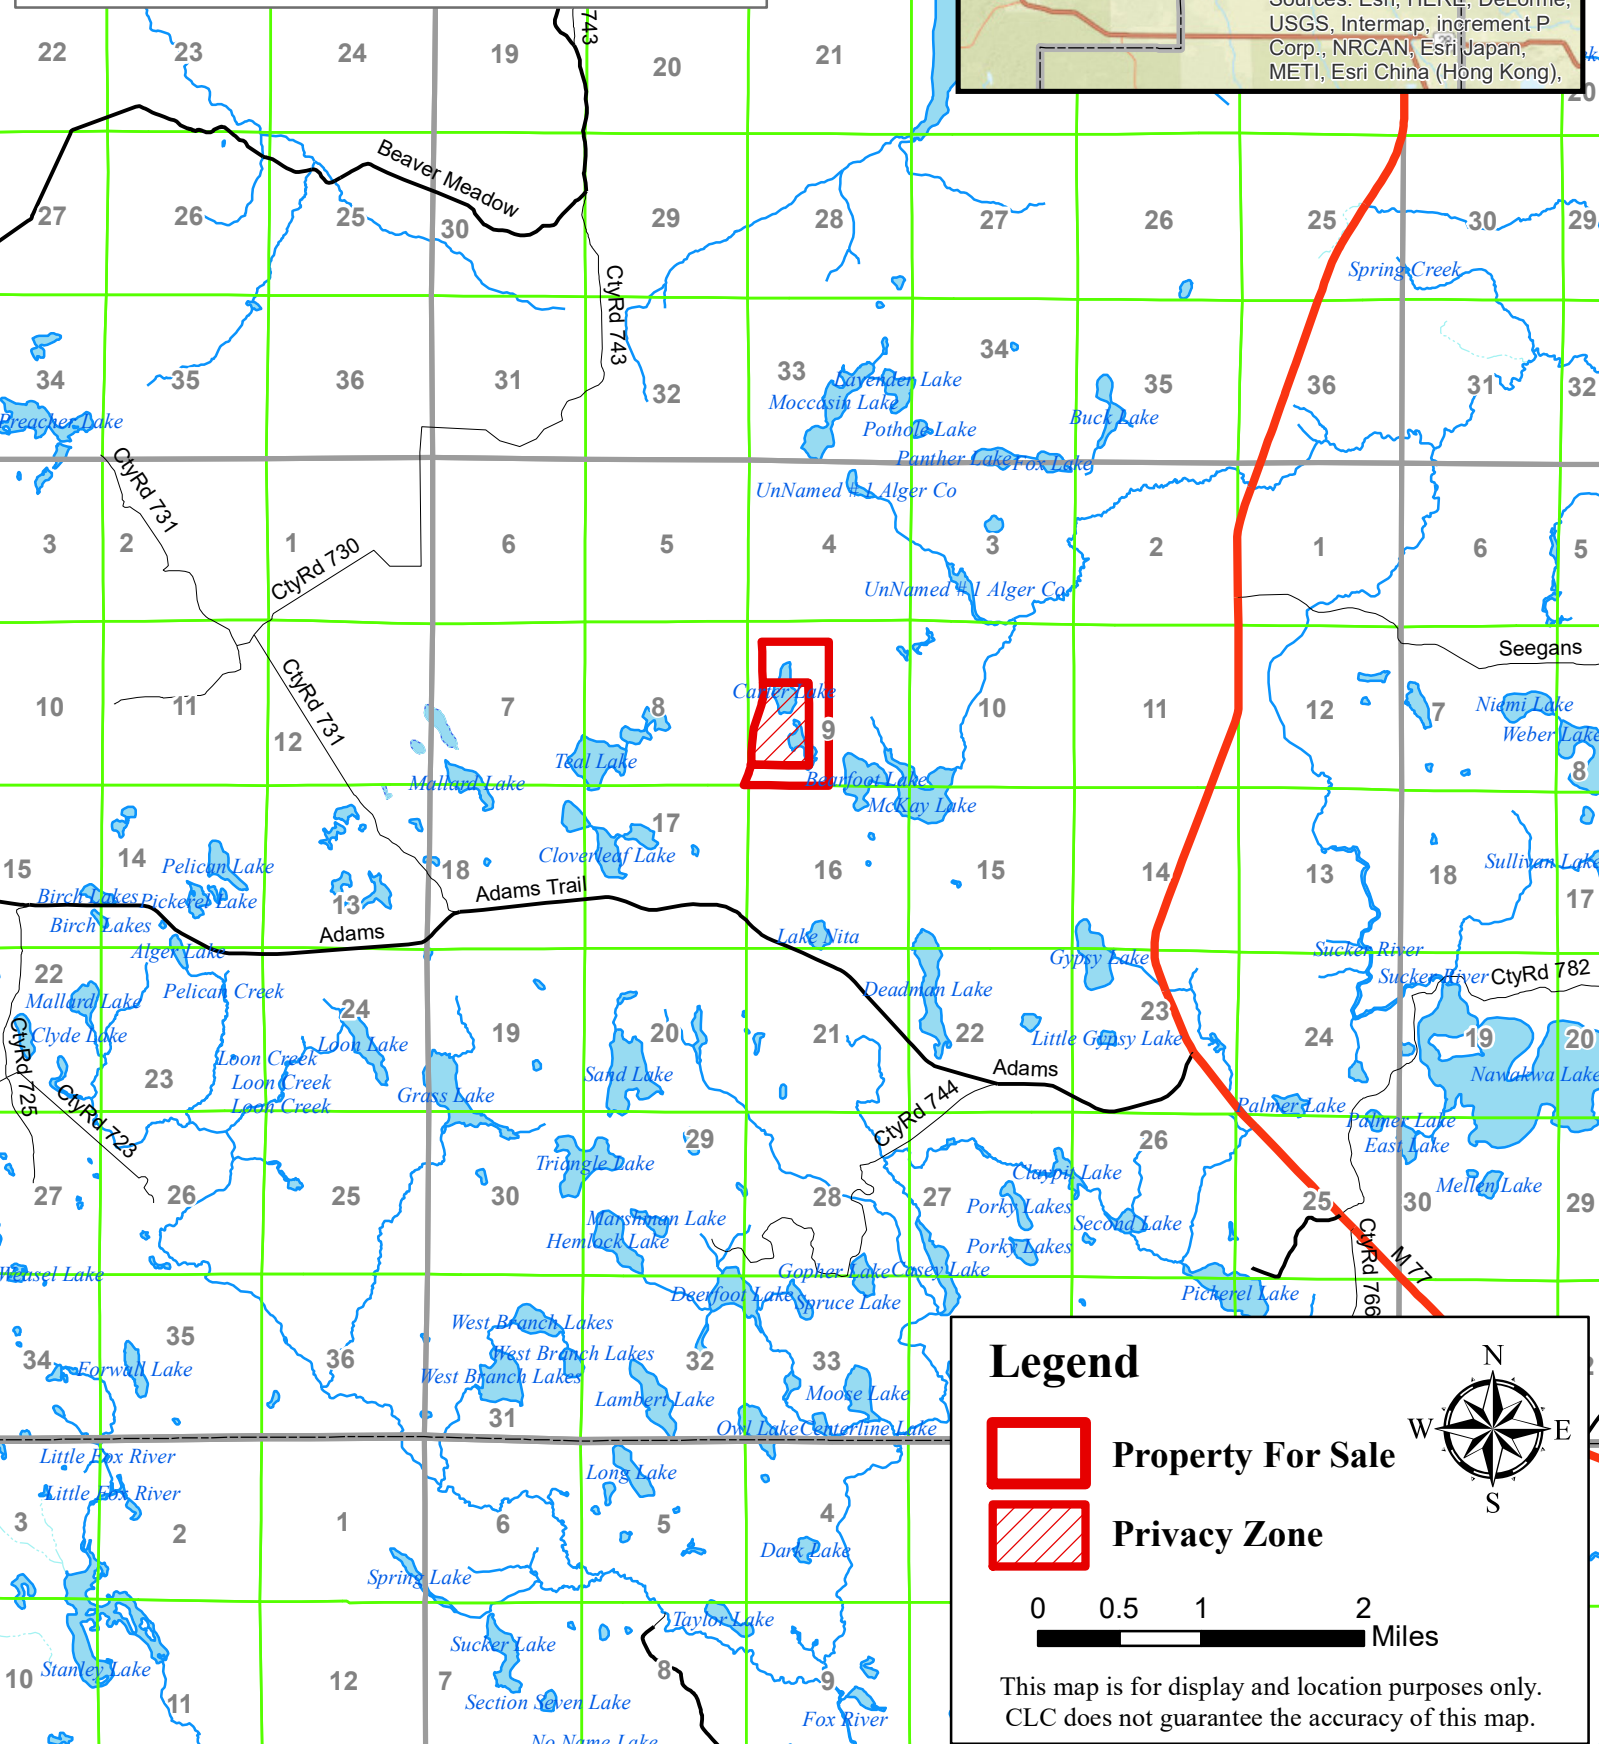 Sources: Esri, HERE, DeLorme,
USGS, Intermap, increment P
Corp., NRCAN, Esri Japan,
METI, Esri China (Hong Kong),
743
22 23 24 19 20 21 20
Beaver Meadow
27 26 25 30 29 28 27 26 25 30 29
Spring Creek
CtyRd 743
34 35 36 31 32 33 34 35 36 31 32
Lavender Lake
Moccasin Lake
Buck Lake
Preacher Lake
Pothole Lake
Panther Lake Fox Lake
UnNamed # 1 Alger Co
CtyRd 731
3 2 1 6 5 4 3 2 1 6 5
CtyRd 730
UnNamed # 1 Alger Co
Seegans
CtyRd 731
Carter Lake
10 11 12 7 8 9 10 11 12 7 8
Niemi Lake
Weber Lake
Teal Lake
Mallard Lake
Bearfoot Lake
McKay Lake
15 14 13 18 17 16 15 14 13 18 17
Cloverleaf Lake
Pelican Lake
Sullivan Lake
Birch Lakes Pickerel Lake
Adams Trail
Birch Lakes
Adams
Lake Nita
Alger Lake
Gypsy Lake
Sucker River
Sucker River
CtyRd 782
22 23 24 19 20 21 22 23 24 19 20
Mallard Lake
Pelican Creek
Deadman Lake
Clyde Lake
Loon Lake
Little Gypsy Lake
CtyRd 725
Loon Creek
Loon Creek
Loon Creek
Sand Lake
Adams
Nawakwa Lake
Grass Lake
CtyRd 723
CtyRd 744
Palmer Lake
Palmer Lake
East Lake
27 26 25 30 29 28 27 26 25 30 29
Triangle Lake
Claypit Lake
Mellen Lake
Porky Lakes
Marshman Lake
Second Lake
Hemlock Lake
Porky Lakes
CtyRd 766
M 77
Weasel Lake
Gopher Lake Casey Lake
Deerfoot Lake
Spruce Lake
Pickerel Lake
34 35 36 31 32 33
West Branch Lakes
West Branch Lakes
West Branch Lakes
Forwall Lake
Lambert Lake
Moose Lake
Owl Lake Centerline Lake
Little Fox River
Long Lake
Little Fox River
3 2 1 6 5 4
Dark Lake
Spring Lake
Taylor Lake
Sucker Lake
Stanley Lake
10 11 12 7 8 9
Section Seven Lake
Fox River
No Name Lake
Legend
N
W E
S
Property For Sale
Privacy Zone
0 0.5 1 2
Miles
This map is for display and location purposes only.
CLC does not guarantee the accuracy of this map.